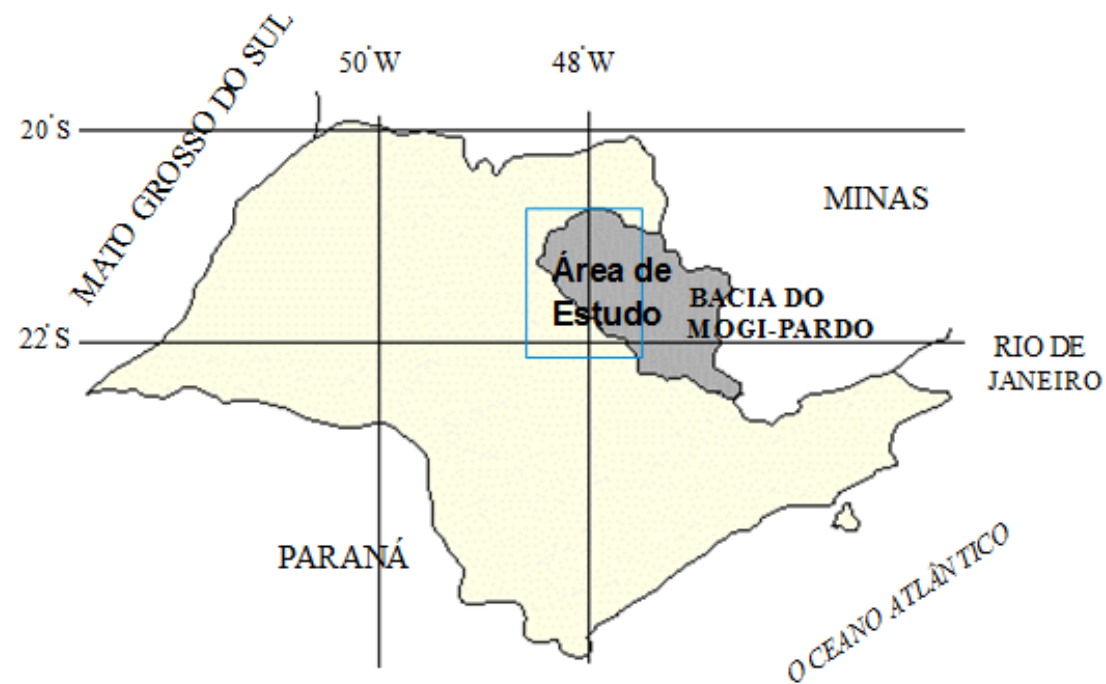 50°W
48°W
20°S
MATO GROSSO DO SUL
MINAS
Área de
Estudo
BACIA DO
MOGI-PARDO
22°S
RIO DE
JANEIRO
PARANÁ
OCEANO ATLÂNTICO